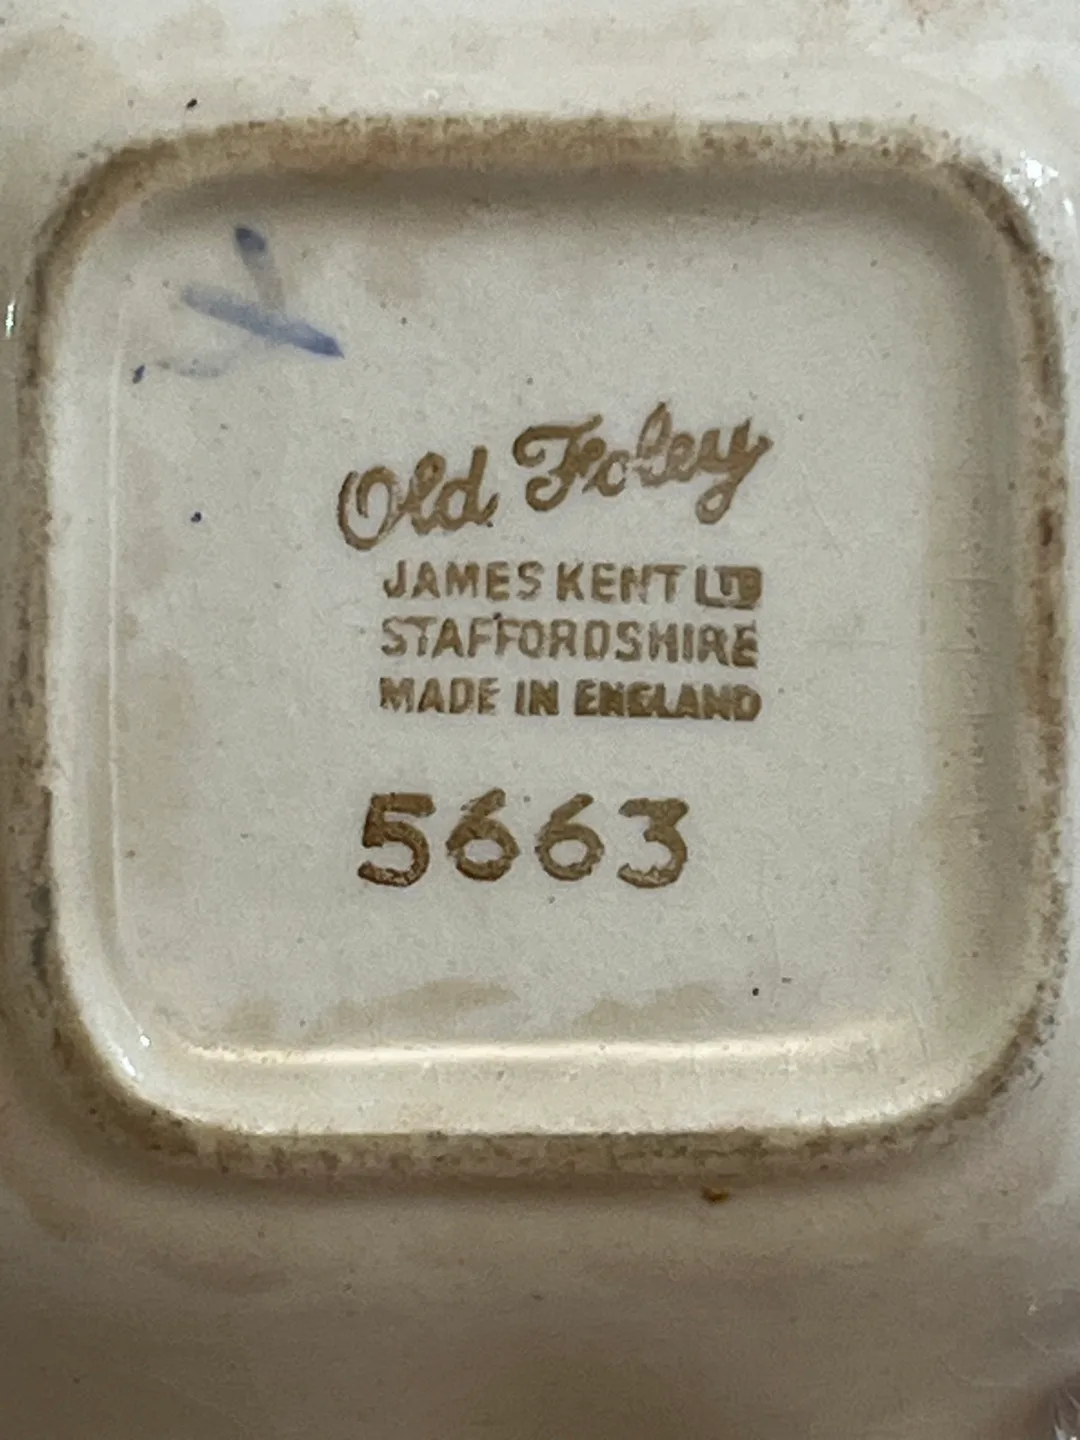 Old Foley
JAMES KENT LTD
STAFFORDSHIRE
MADE IN ENGLAND
5663